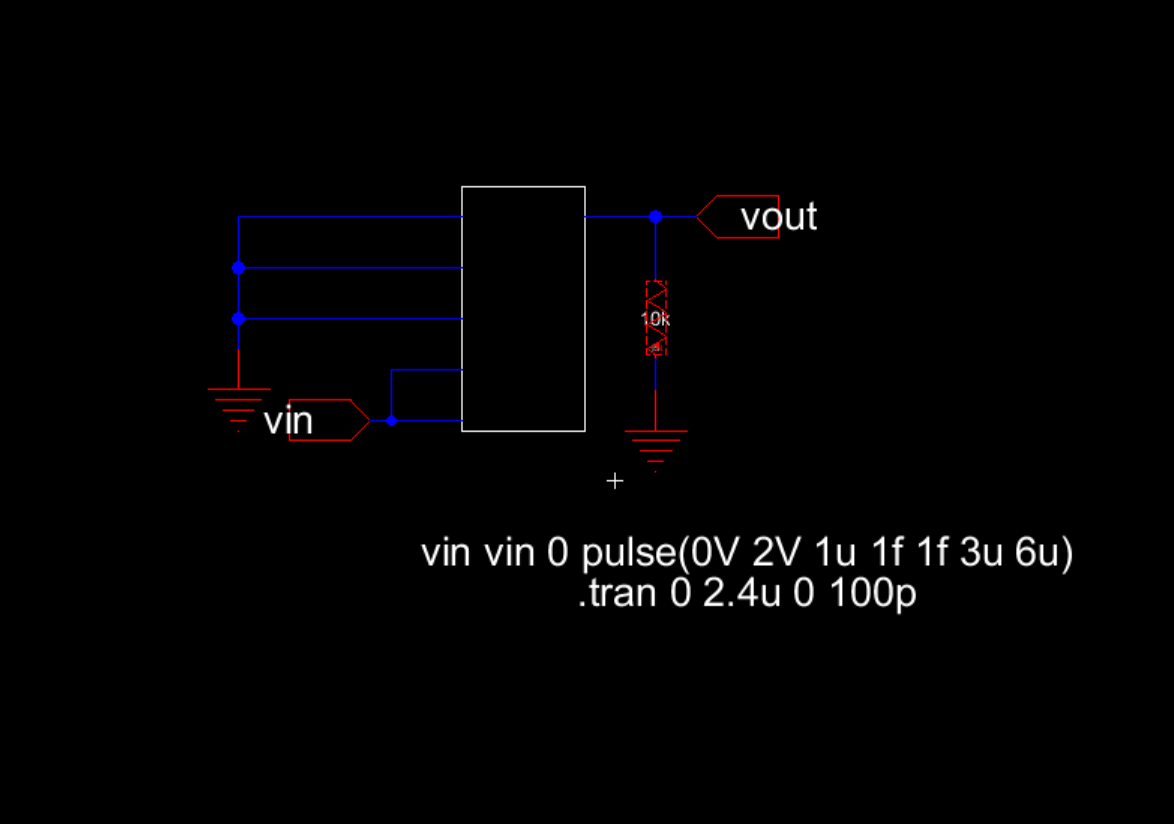 vout
10k
vin
vin vin 0 pulse(0V 2V 1u 1f 1f 3u 6u)
.tran 0 2.4u 0 100p